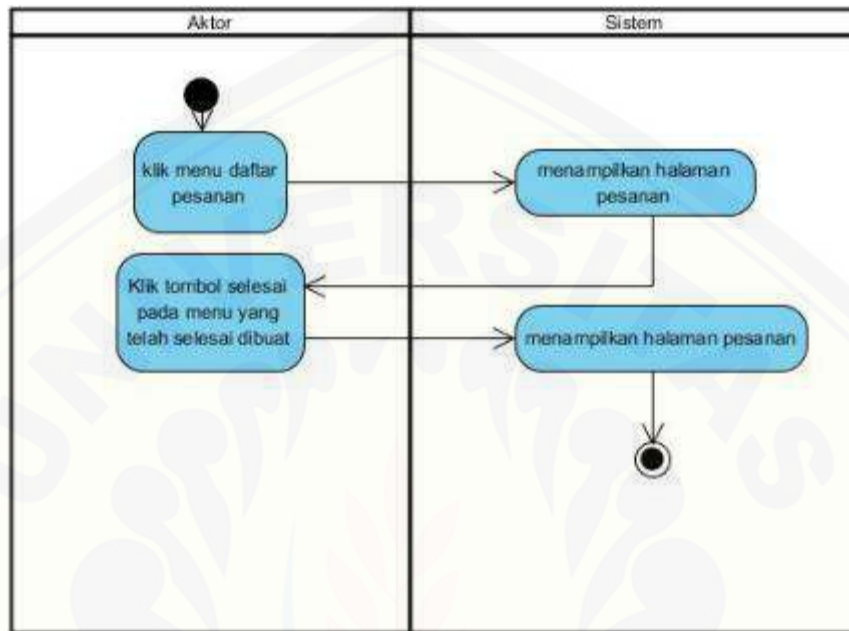 Aktor
Sistem
klik menu daftar
pesanan
menampilkan halaman
pesanan
Klik tombol selesai
pada menu yang
telah selesai dibuat
menampilkan halaman pesanan
UNIVERSITAS